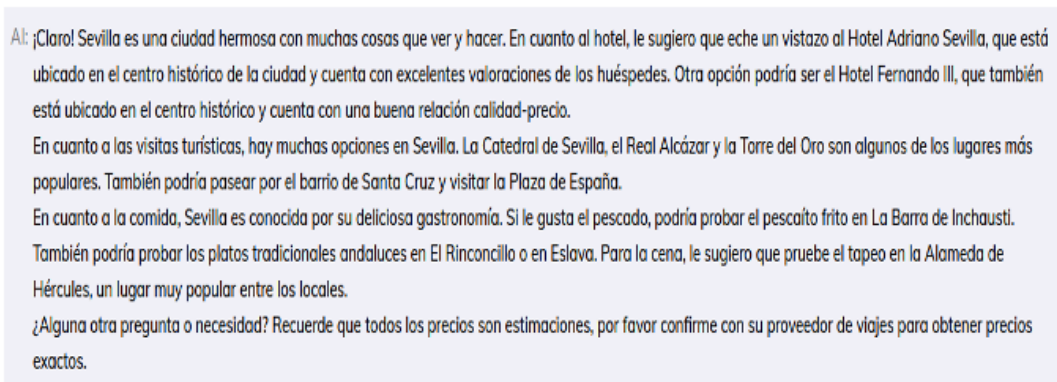 AI: ¡Claro! Sevilla es una ciudad hermosa con muchas cosas que ver y hacer. En cuanto al hotel, le sugiero que eche un vistazo al Hotel Adriano Sevilla, que está
ubicado en el centro histórico de la ciudad y cuenta con excelentes valoraciones de los huéspedes. Otra opción podría ser el Hotel Fernando III, que también
está ubicado en el centro histórico y cuenta con una buena relación calidad-precio.
En cuanto a las visitas turísticas, hay muchas opciones en Sevilla. La Catedral de Sevilla, el Real Alcázar y la Torre del Oro son algunos de los lugares más
populares. También podría pasear por el barrio de Santa Cruz y visitar la Plaza de España.
En cuanto a la comida, Sevilla es conocida por su deliciosa gastronomía. Si le gusta el pescado, podría probar el pescaíto frito en La Barra de Inchausti.
También podría probar los platos tradicionales andaluces en El Rinconcillo o en Eslava. Para la cena, le sugiero que pruebe el tapeo en la Alameda de
Hércules, un lugar muy popular entre los locales.
¿Alguna otra pregunta o necesidad? Recuerde que todos los precios son estimaciones, por favor confirme con su proveedor de viajes para obtener precios
exactos.